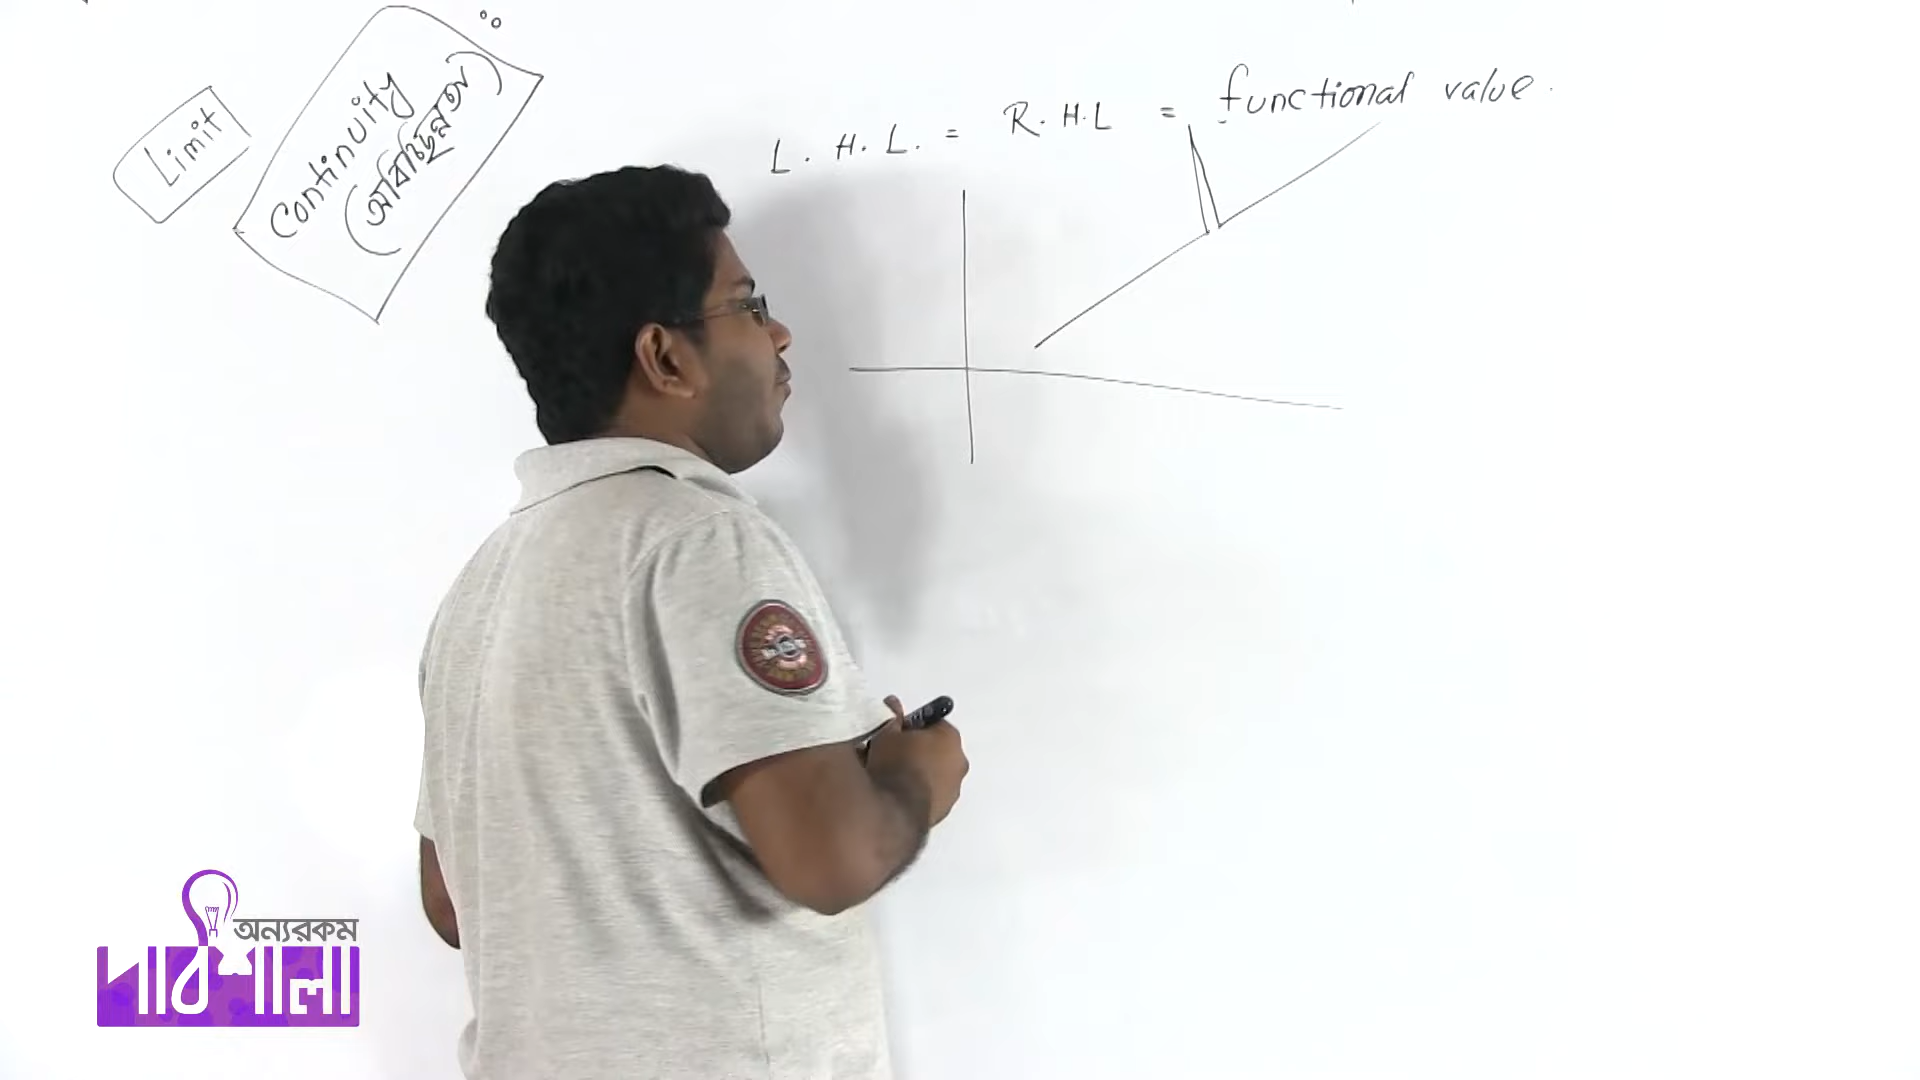 Limit
Continuity
(অবিচ্ছিন্নতা)
L. H. L. = R. H. L = functional value.
অন্যরকম
পাঠশালা